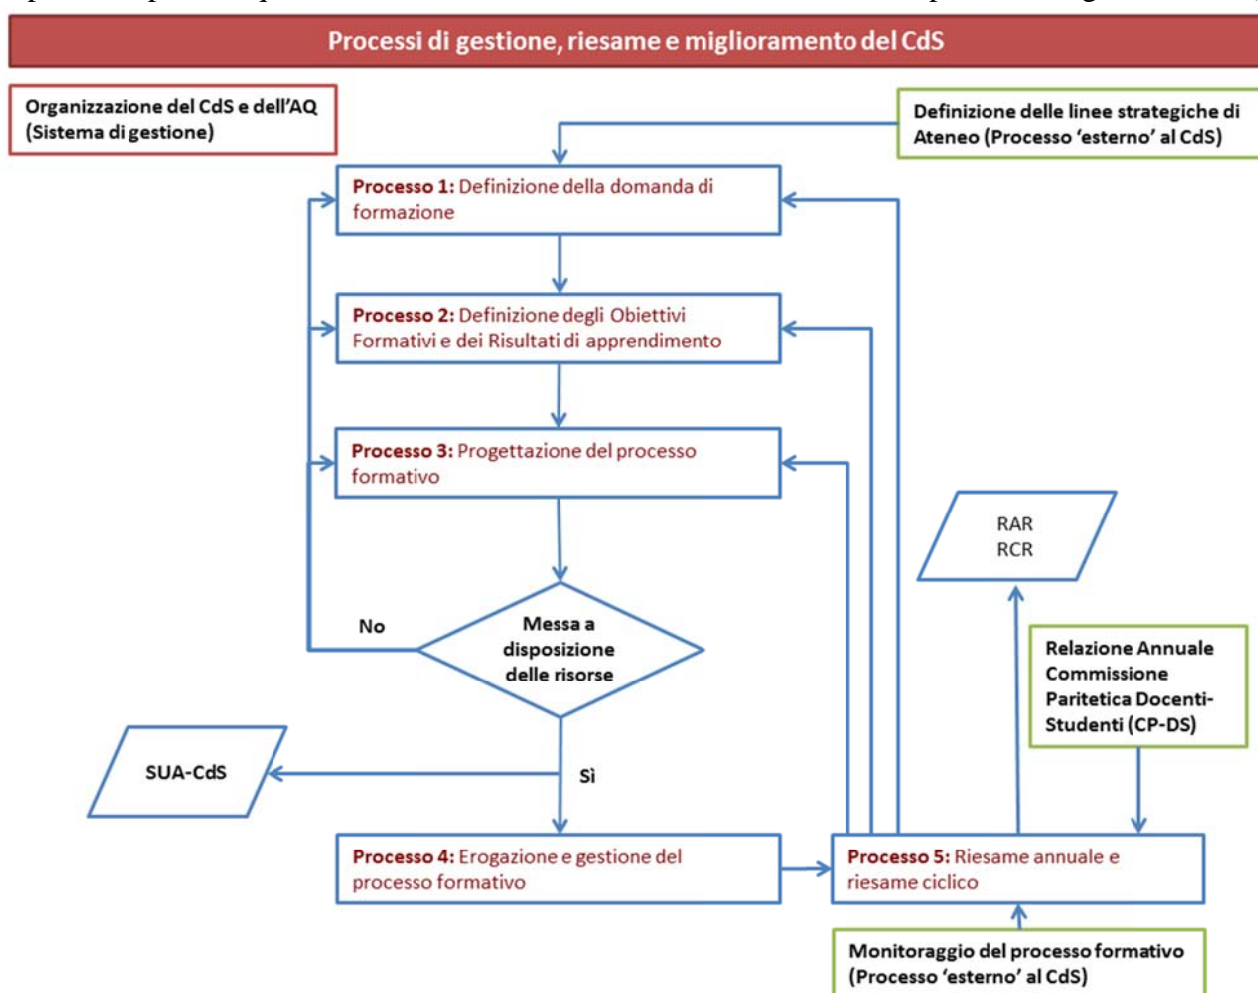 Processi di gestione, riesame e miglioramento del CdS
Organizzazione del CdS e dell'AQ
(Sistema di gestione)
Definizione delle linee strategiche di
Ateneo (Processo 'esterno' al CdS)
Processo 1: Definizione della domanda di
formazione
Processo 2: Definizione degli Obiettivi
Formativi e dei Risultati di apprendimento
Processo 3: Progettazione del processo
formativo
RAR
RCR
No
Messa a
disposizione
delle risorse
Relazione Annuale
Commissione
Paritetica Docenti-
Studenti (CP-DS)
SUA-CdS
Sì
Processo 4: Erogazione e gestione del
processo formativo
Processo 5: Riesame annuale e
riesame ciclico
Monitoraggio del processo formativo
(Processo 'esterno' al CdS)